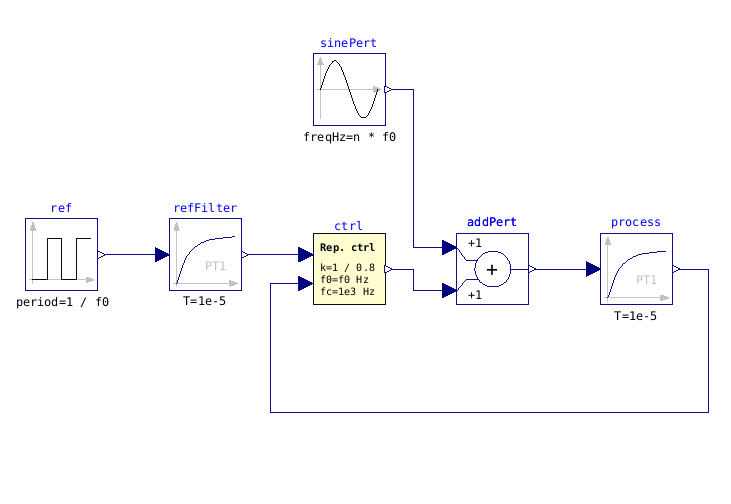 sinePert
freqHz=n * f0
ref
period=1 / f0
refFilter
PT1
T=1e-5
ctrl
Rep. ctrl
k=1 / 0.8
f0=f0 Hz
fc=1e3 Hz
addPert
+1
+
+1
process
PT1
T=1e-5